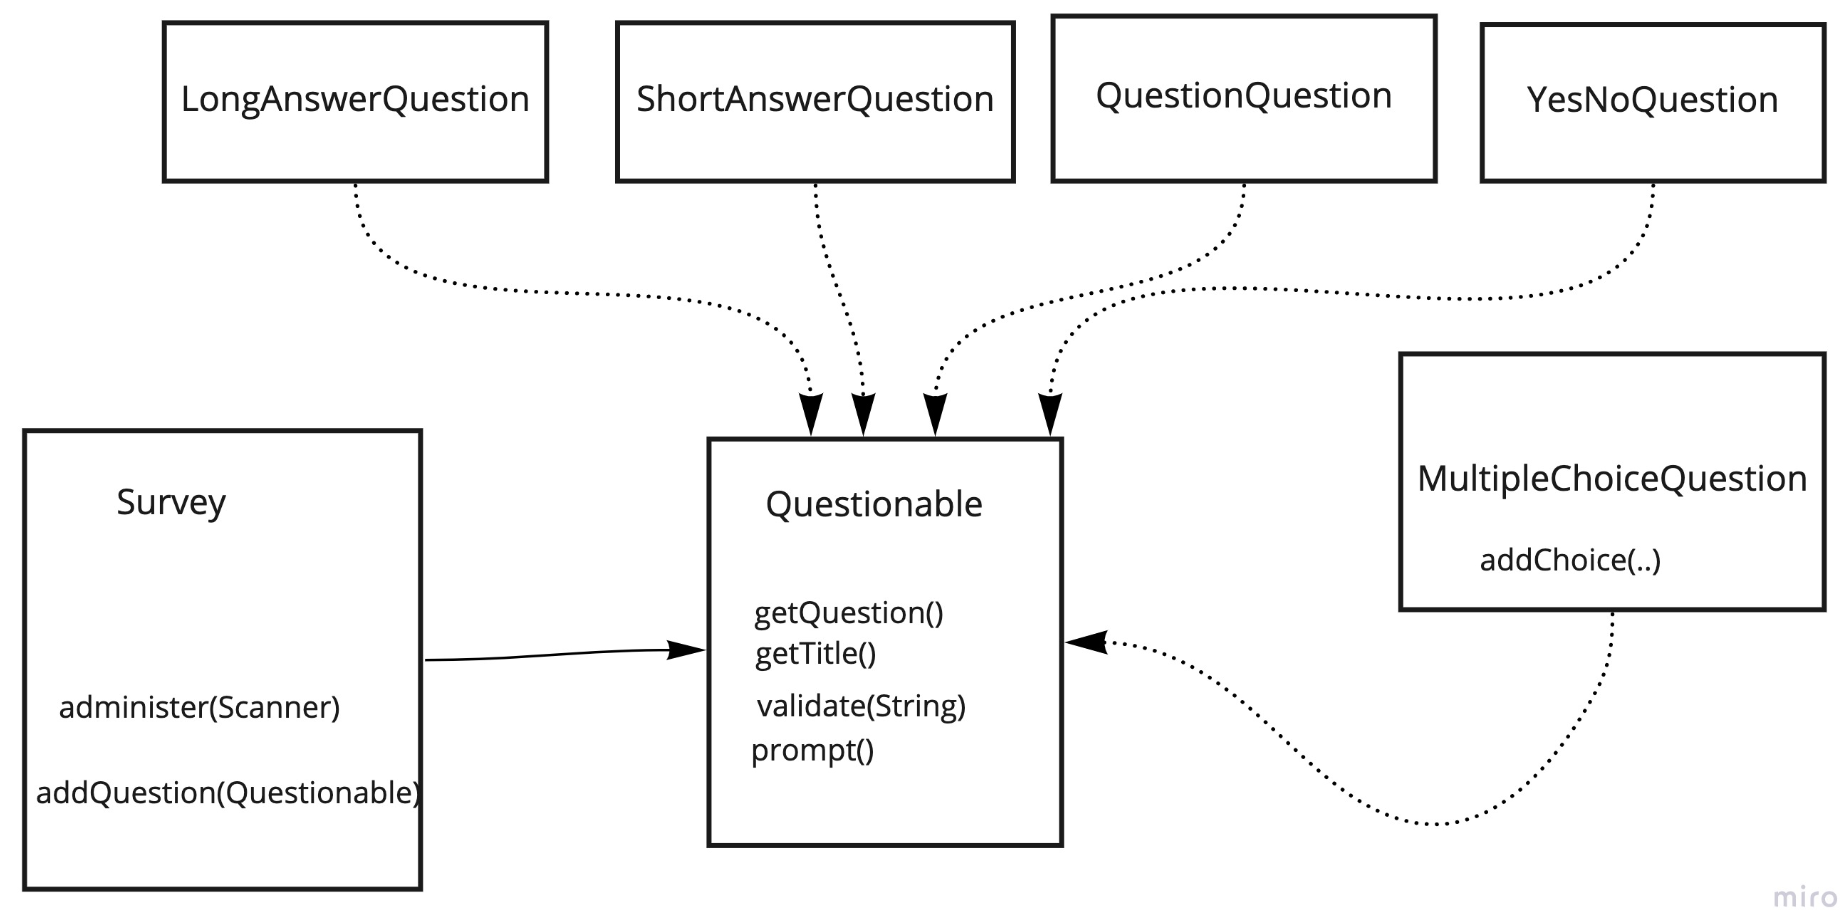 LongAnswerQuestion
ShortAnswerQuestion
QuestionQuestion
YesNoQuestion
Survey
administer(Scanner)
addQuestion(Questionable)
Questionable
getQuestion()
getTitle()
validate(String)
prompt()
MultipleChoiceQuestion
addChoice(..)
miro